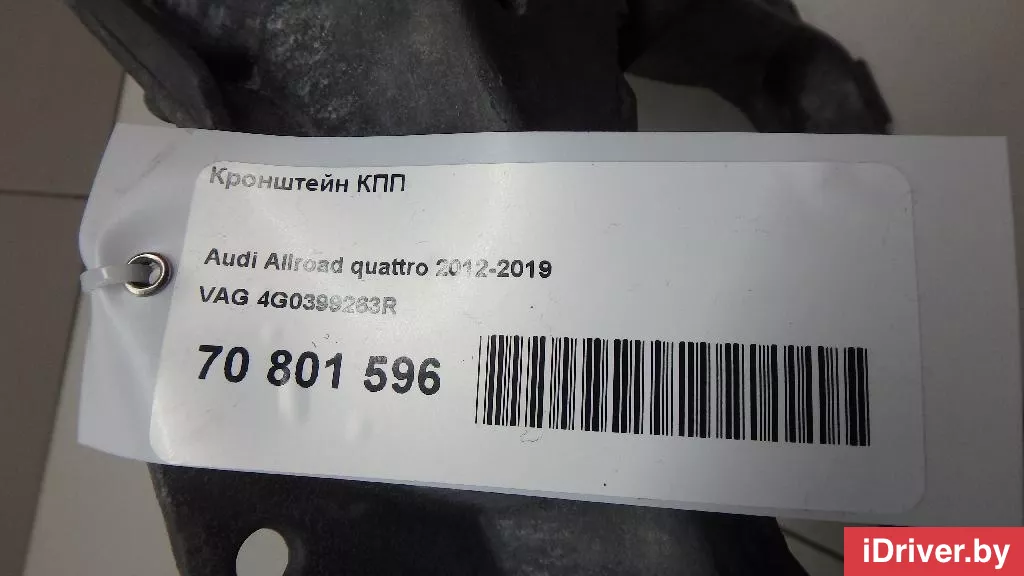 Кронштейн КПП
Audi Allroad quattro 2012-2019
VAG 4G0399263R
70 801 596
iDriver.by